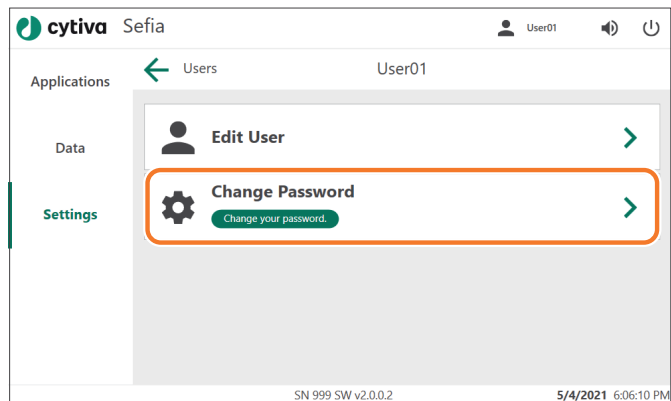 cytiva Sefia User01
Applications
Users User01
Edit User
Data
Change Password
Change your password.
Settings
SN 999 SW v2.0.0.2 5/4/2021 6:06:10 PM